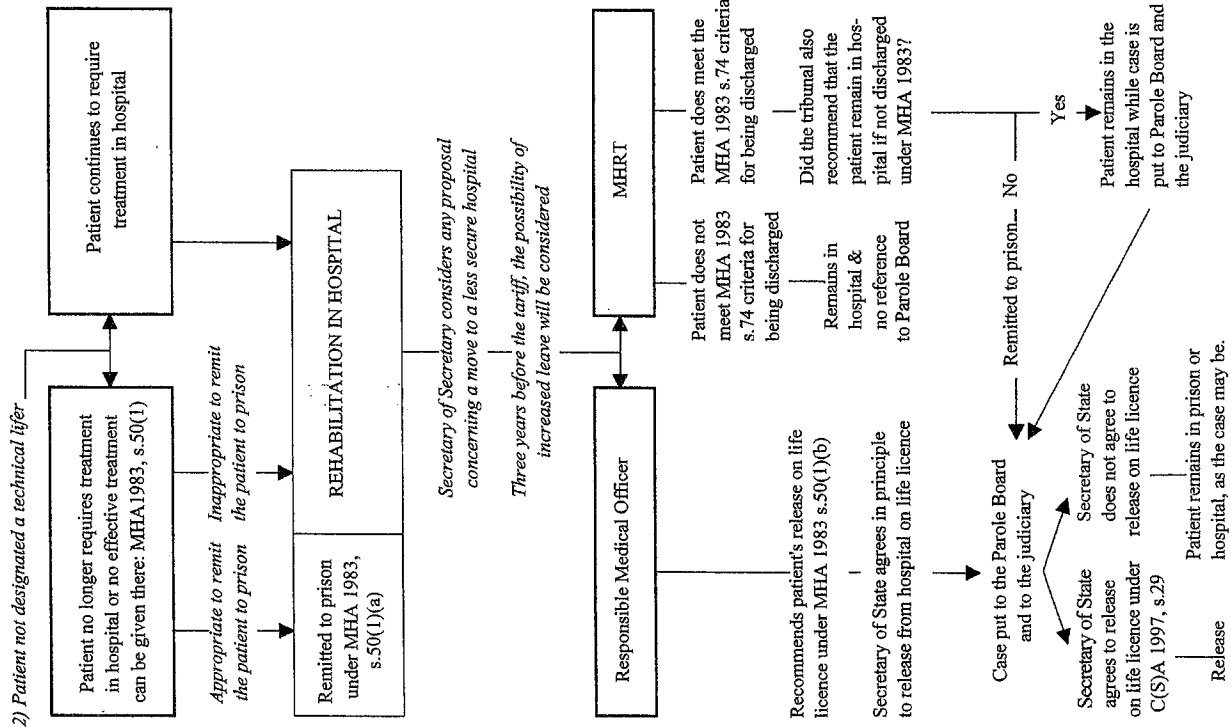 2) Patient not designated a technical lifer
Patient no longer requires treatment
in hospital or no effective treatment
can be given there: MHA1983, s.50(1)
Patient continues to require
treatment in hospital
Appropriate to remit
the patient to prison
Inappropriate to remit
the patient to prison
Remitted to prison
under MHA 1983,
s.50(1)(a)
REHABILITATION IN HOSPITAL
Secretary of Secretary considers any proposal
concerning a move to a less secure hospital
Three years before the tariff, the possibility of
increased leave will be considered
Responsible Medical Officer
MHRT
Recommends patient's release on life
licence under MHA 1983 s.50(1)(b)
Secretary of State agrees in principle
to release from hospital on life licence
Patient does not
meet MHA 1983
s.74 criteria for
being discharged
Remains in
hospital &
no reference
to Parole Board
Patient does meet the
MHA 1983 s.74 criteria
for being discharged
Did the tribunal also
recommend that the
patient remain in hos-
pital if not discharged
under MHA 1983?
Remitted to prison
No
Yes
Patient remains in the
hospital while case is
put to Parole Board and
the judiciary
Case put to the Parole Board
and to the judiciary
Secretary of State
agrees to release
on life licence under
C(S)A 1997, s.29
Release
Secretary of State
does not agree to
release on life licence
Patient remains in prison or
hospital, as the case may be.